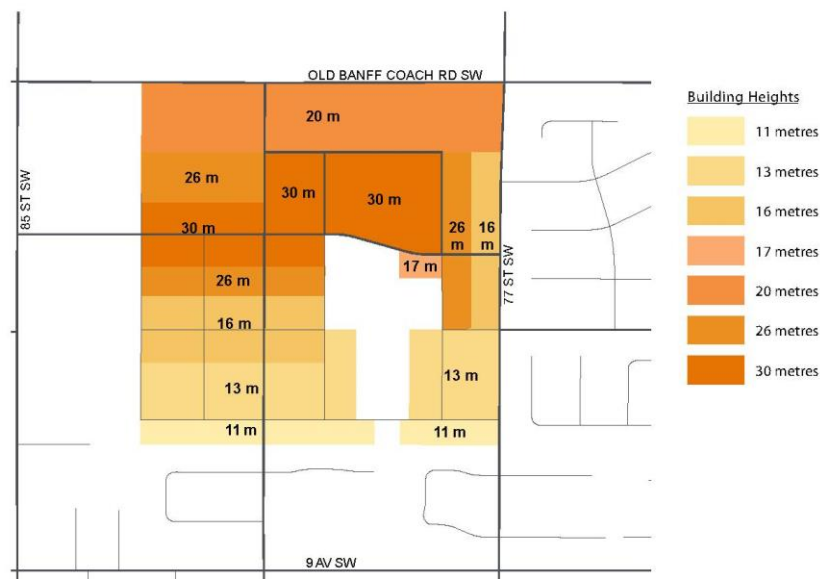 OLD BANFF COACH RD SW
20 m
26 m
30 m
30 m
26
m
16
m
85 ST SW
30 m
17 m
77 ST SW
26 m
16 m
13 m
13 m
11 m
11 m
9 AV SW
Building Heights
11 metres
13 metres
16 metres
17 metres
20 metres
26 metres
30 metres